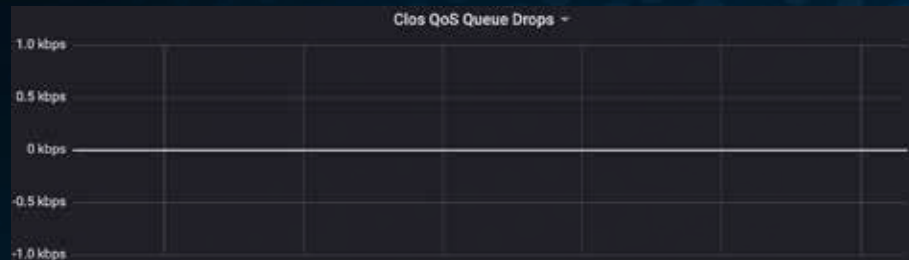 Clos QoS Queue Drops
1.0 kbps
0.5 kbps
0 kbps
-0.5 kbps
-1.0 kbps